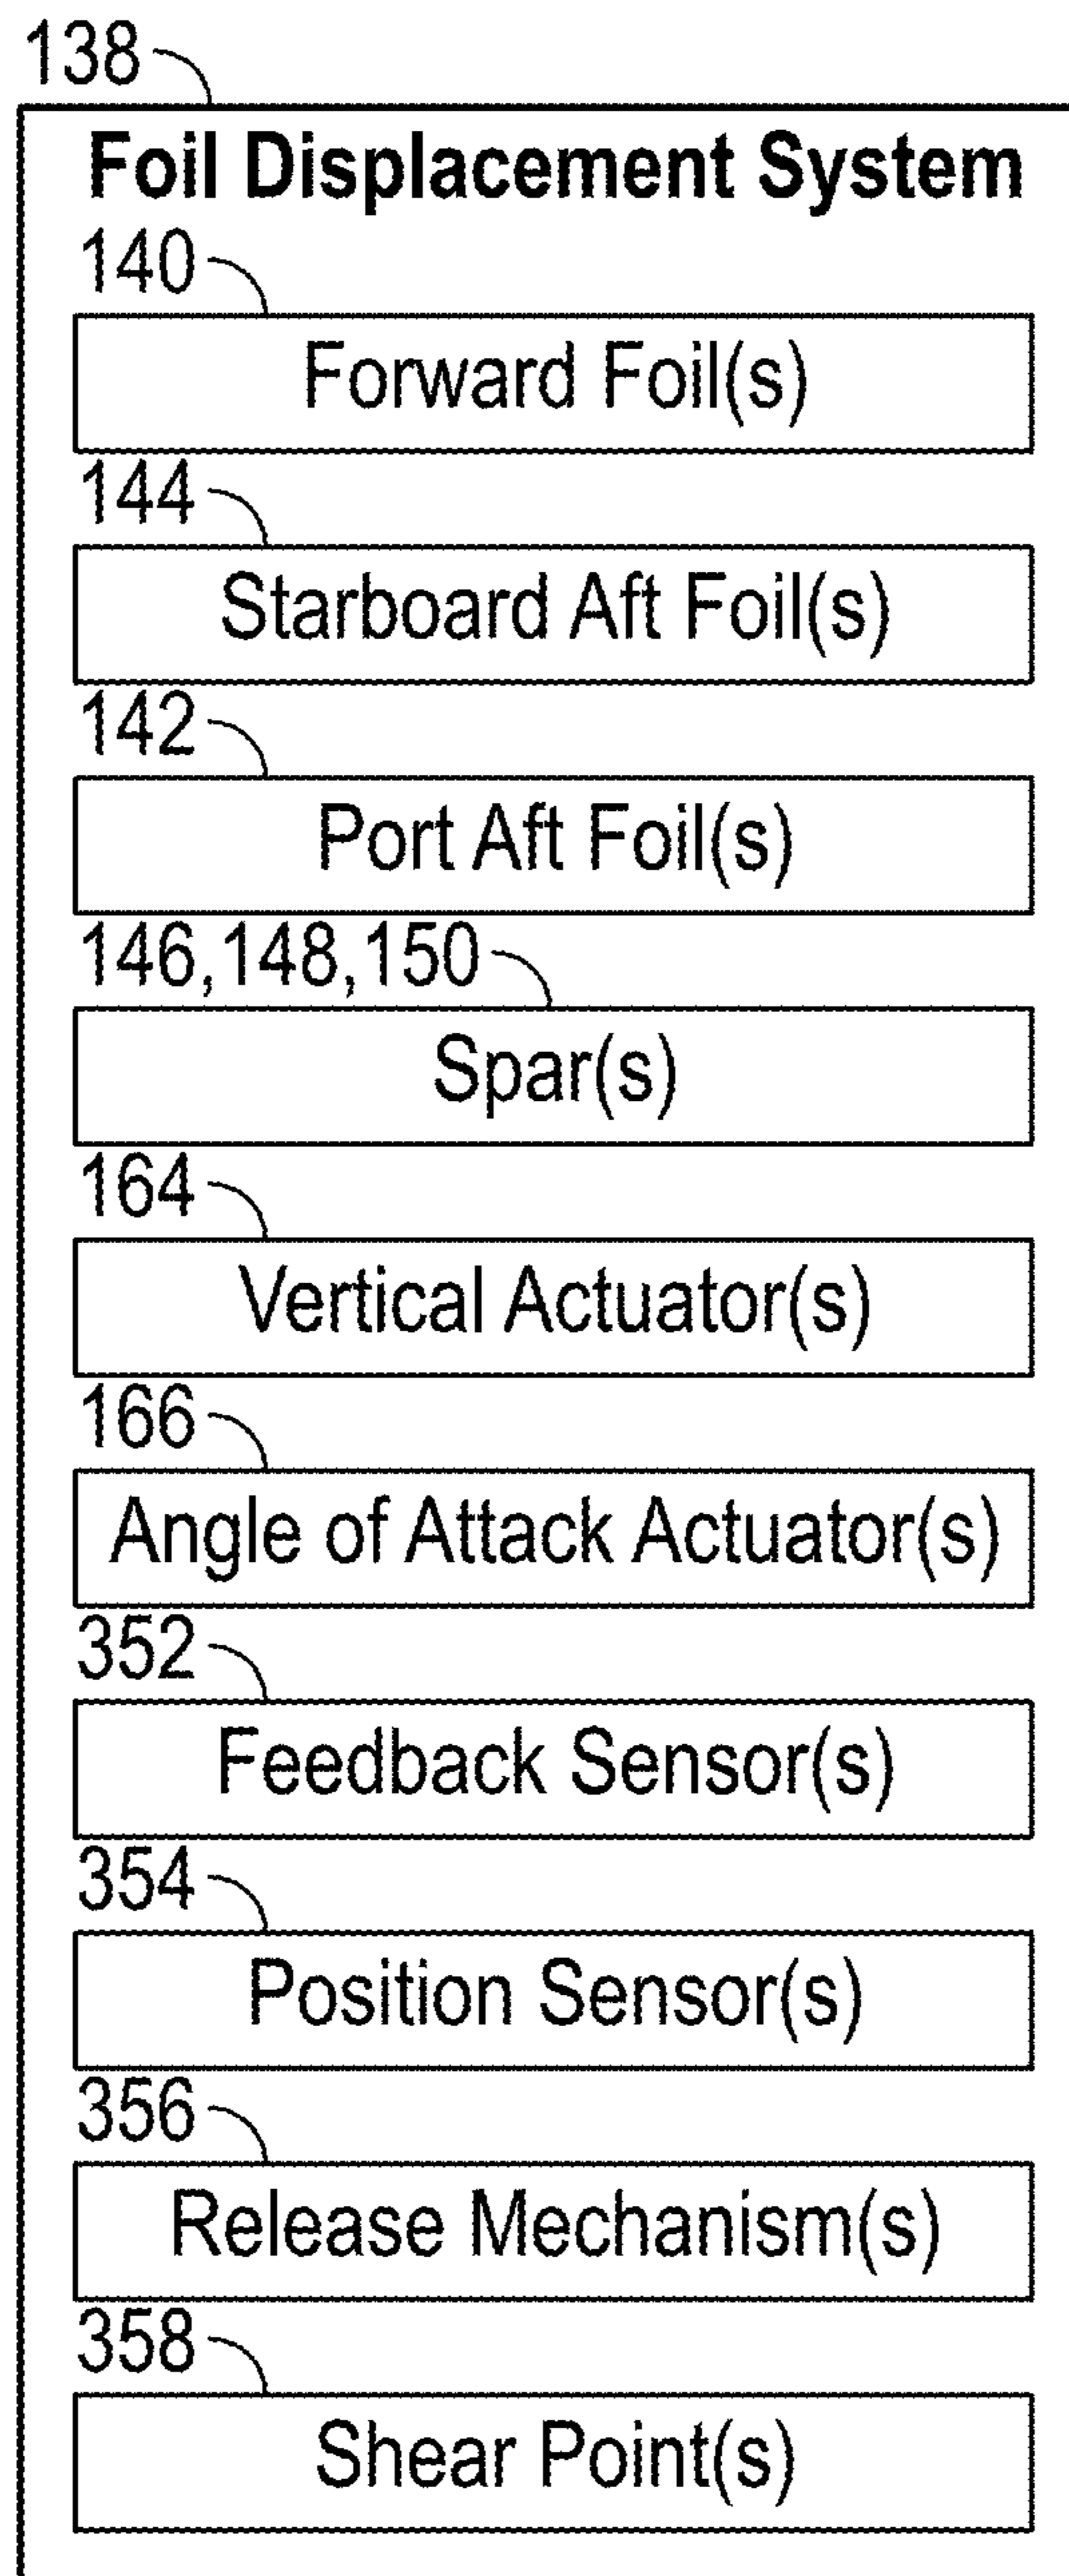 138
Foil Displacement System
140
Forward Foil(s)
144
Starboard Aft Foil(s)
142
Port Aft Foil(s)
146,148,150
Spar(s)
164
Vertical Actuator(s)
166
Angle of Attack Actuator(s)
352
Feedback Sensor(s)
354
Position Sensor(s)
356
Release Mechanism(s)
358
Shear Point(s)